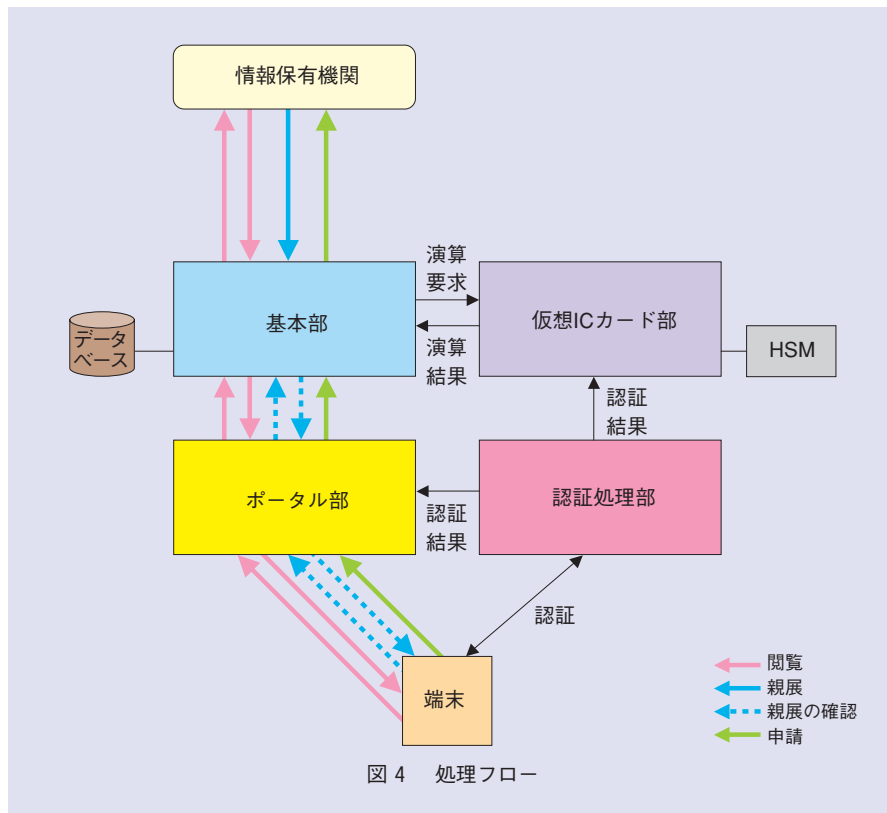 情報保有機関
演算
要求
基本部
仮想ICカード部
データ
ベース
演算
結果
HSM
認証
結果
ポータル部
認証処理部
認証
結果
認証
端末
閲覧
親展
親展の確認
申請
図 4 処理フロー